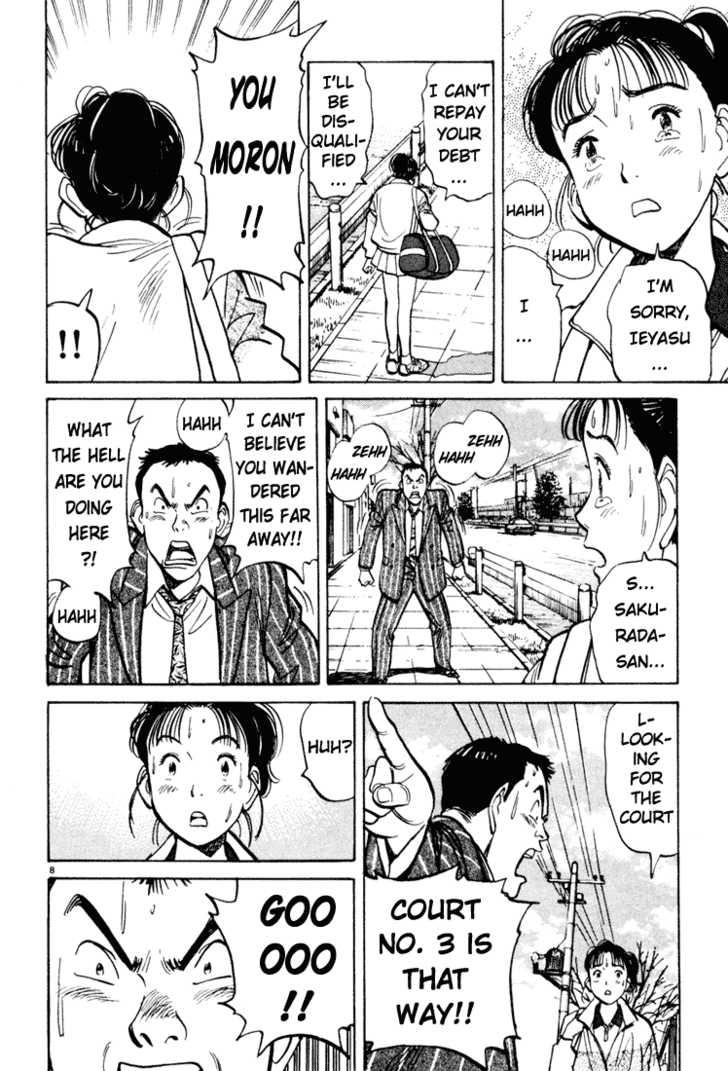 HAHH
HAHH
I'M
SORRY,
IEYASU
...
I
...
I CAN'T
REPAY
YOUR
DEBT
...
I'LL
BE
DIS-
QUALI-
FIED
...
YOU
MORON
!!
!!
S...
SAKU-
RADA-
SAN...
ZEHH
HAHH
ZEHH
HAHH
I CAN'T
BELIEVE
YOU WAN-
DERED
THIS FAR
AWAY!!
HAHH
WHAT
THE HELL
ARE YOU
DOING
HERE
?!
HAHH
L-
LOOK-
ING
FOR
THE
COURT
COURT
NO. 3 IS
THAT
WAY!!
HUH?
8
GOO
OOO
!!